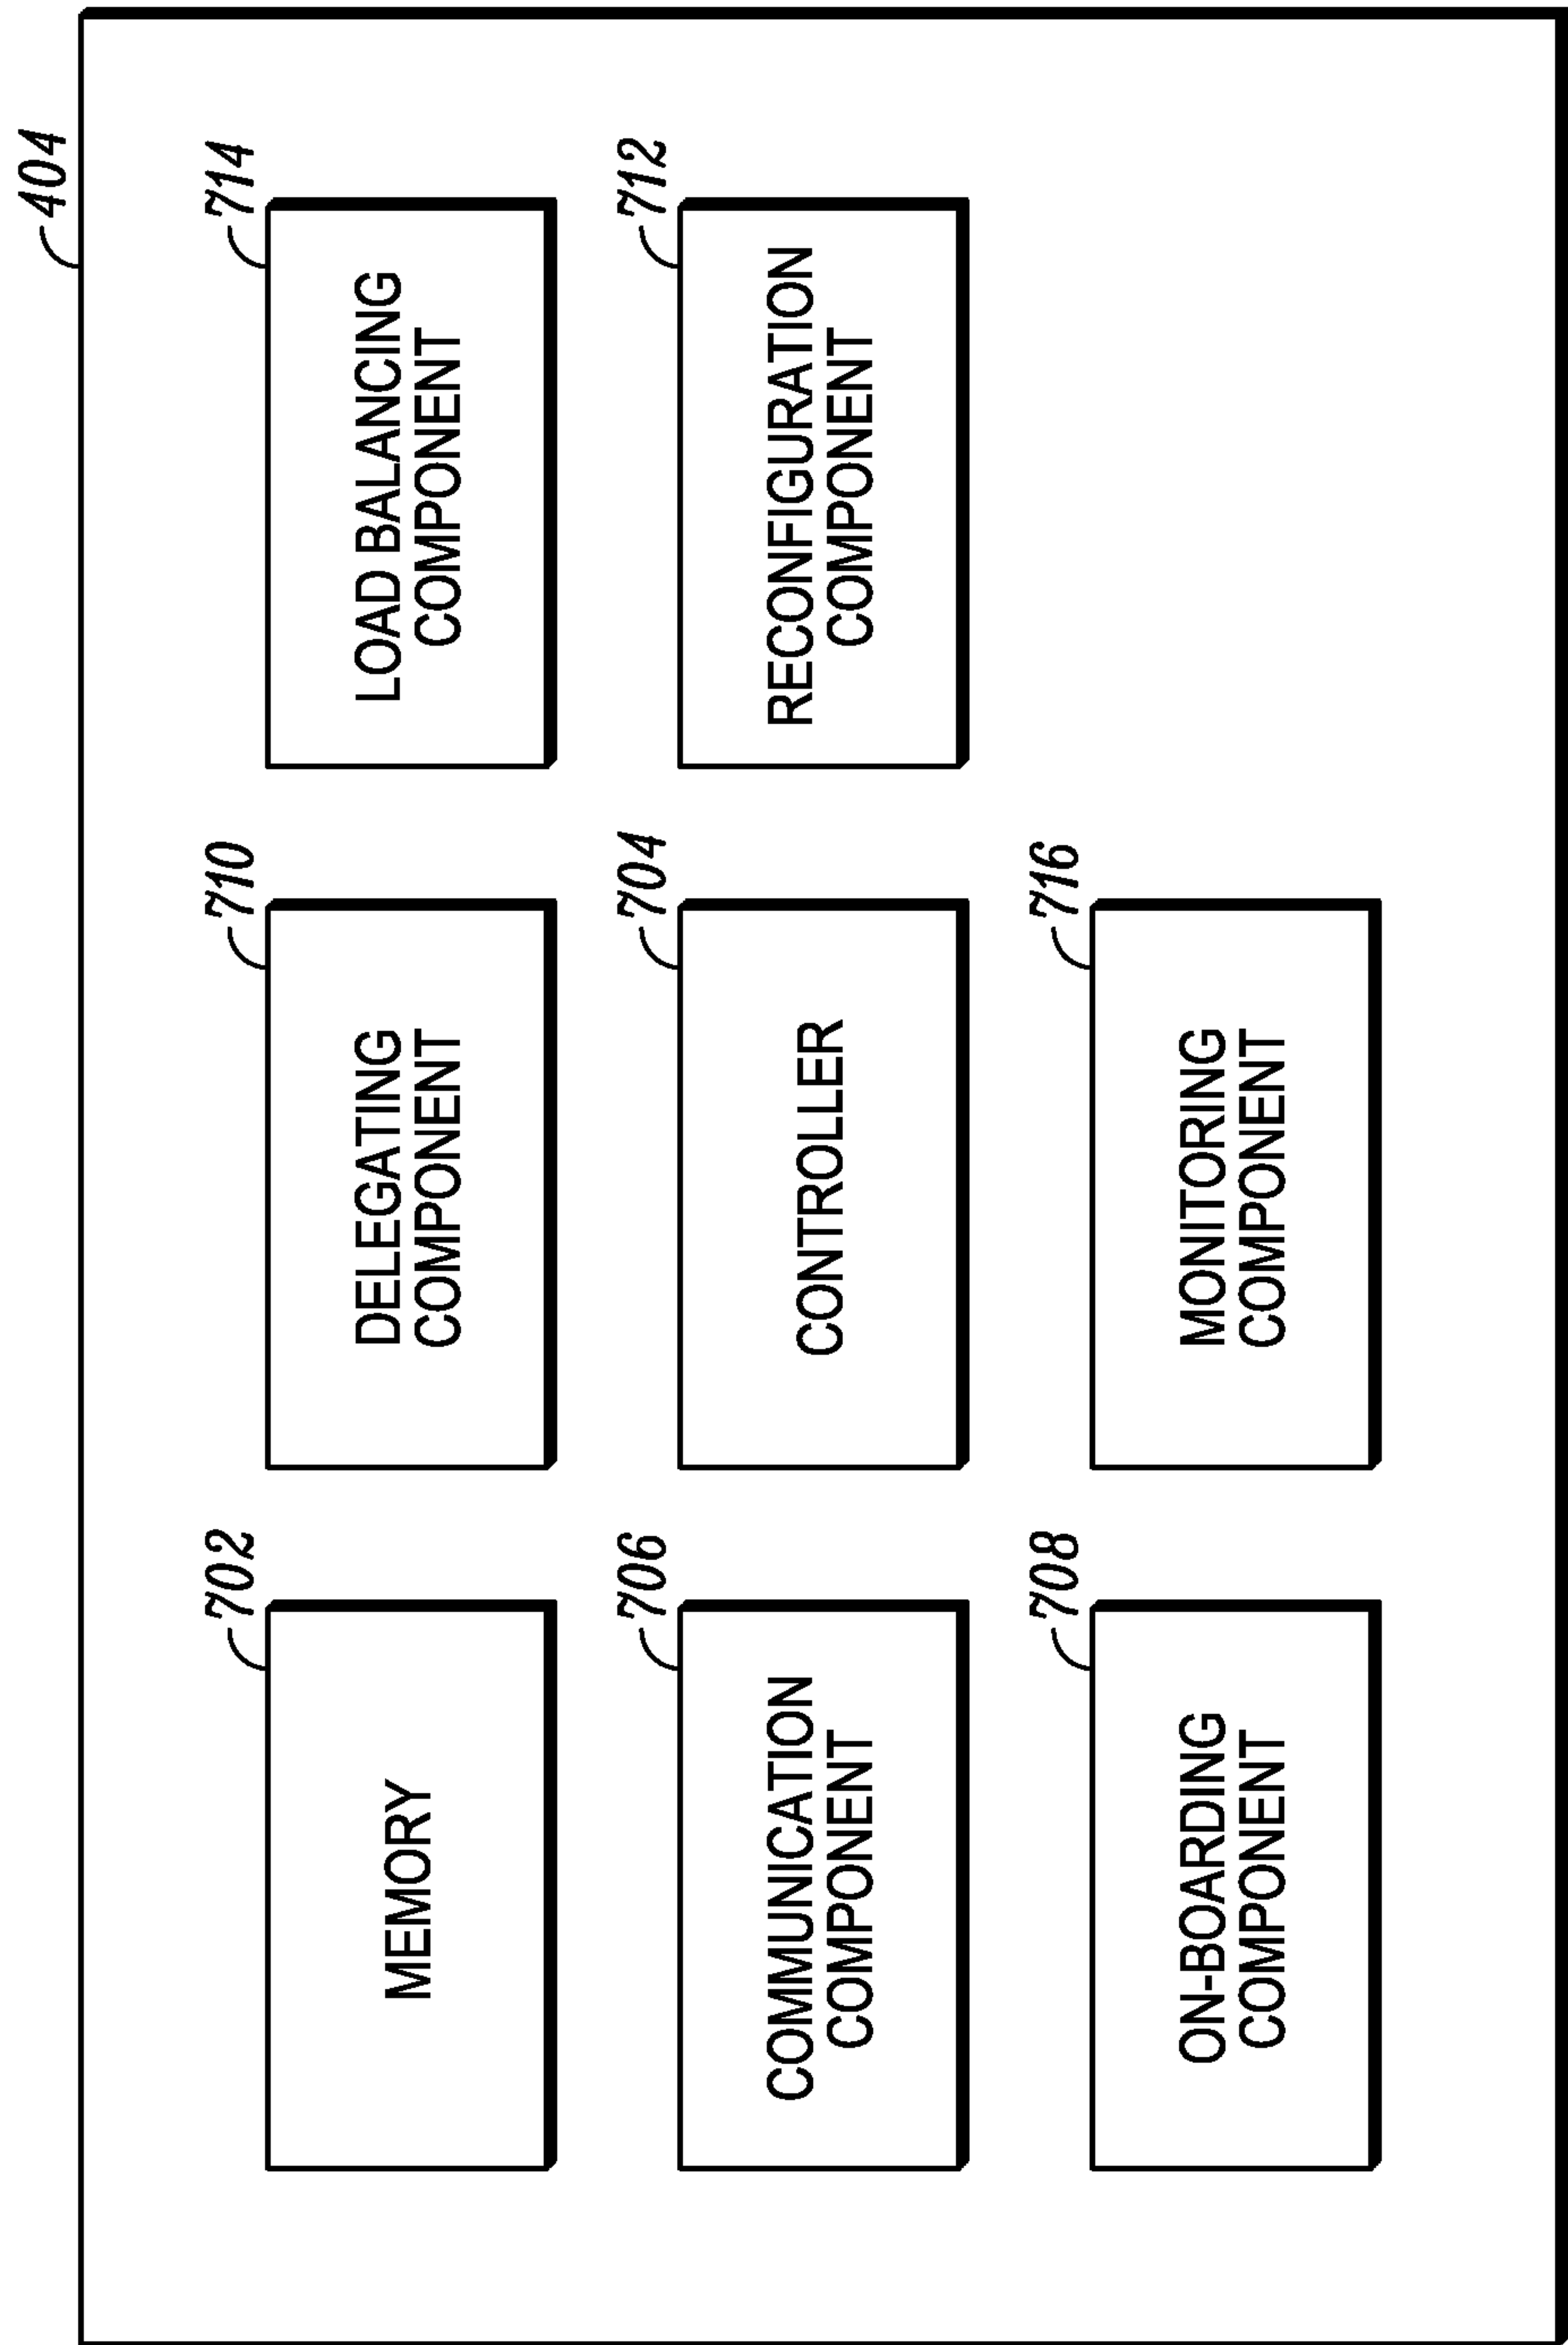 404
702
MEMORY
710
DELEGATING
COMPONENT
714
LOAD BALANCING
COMPONENT
706
COMMUNICATION
COMPONENT
704
CONTROLLER
712
RECONFIGURATION
COMPONENT
708
ON-BOARDING
COMPONENT
716
MONITORING
COMPONENT